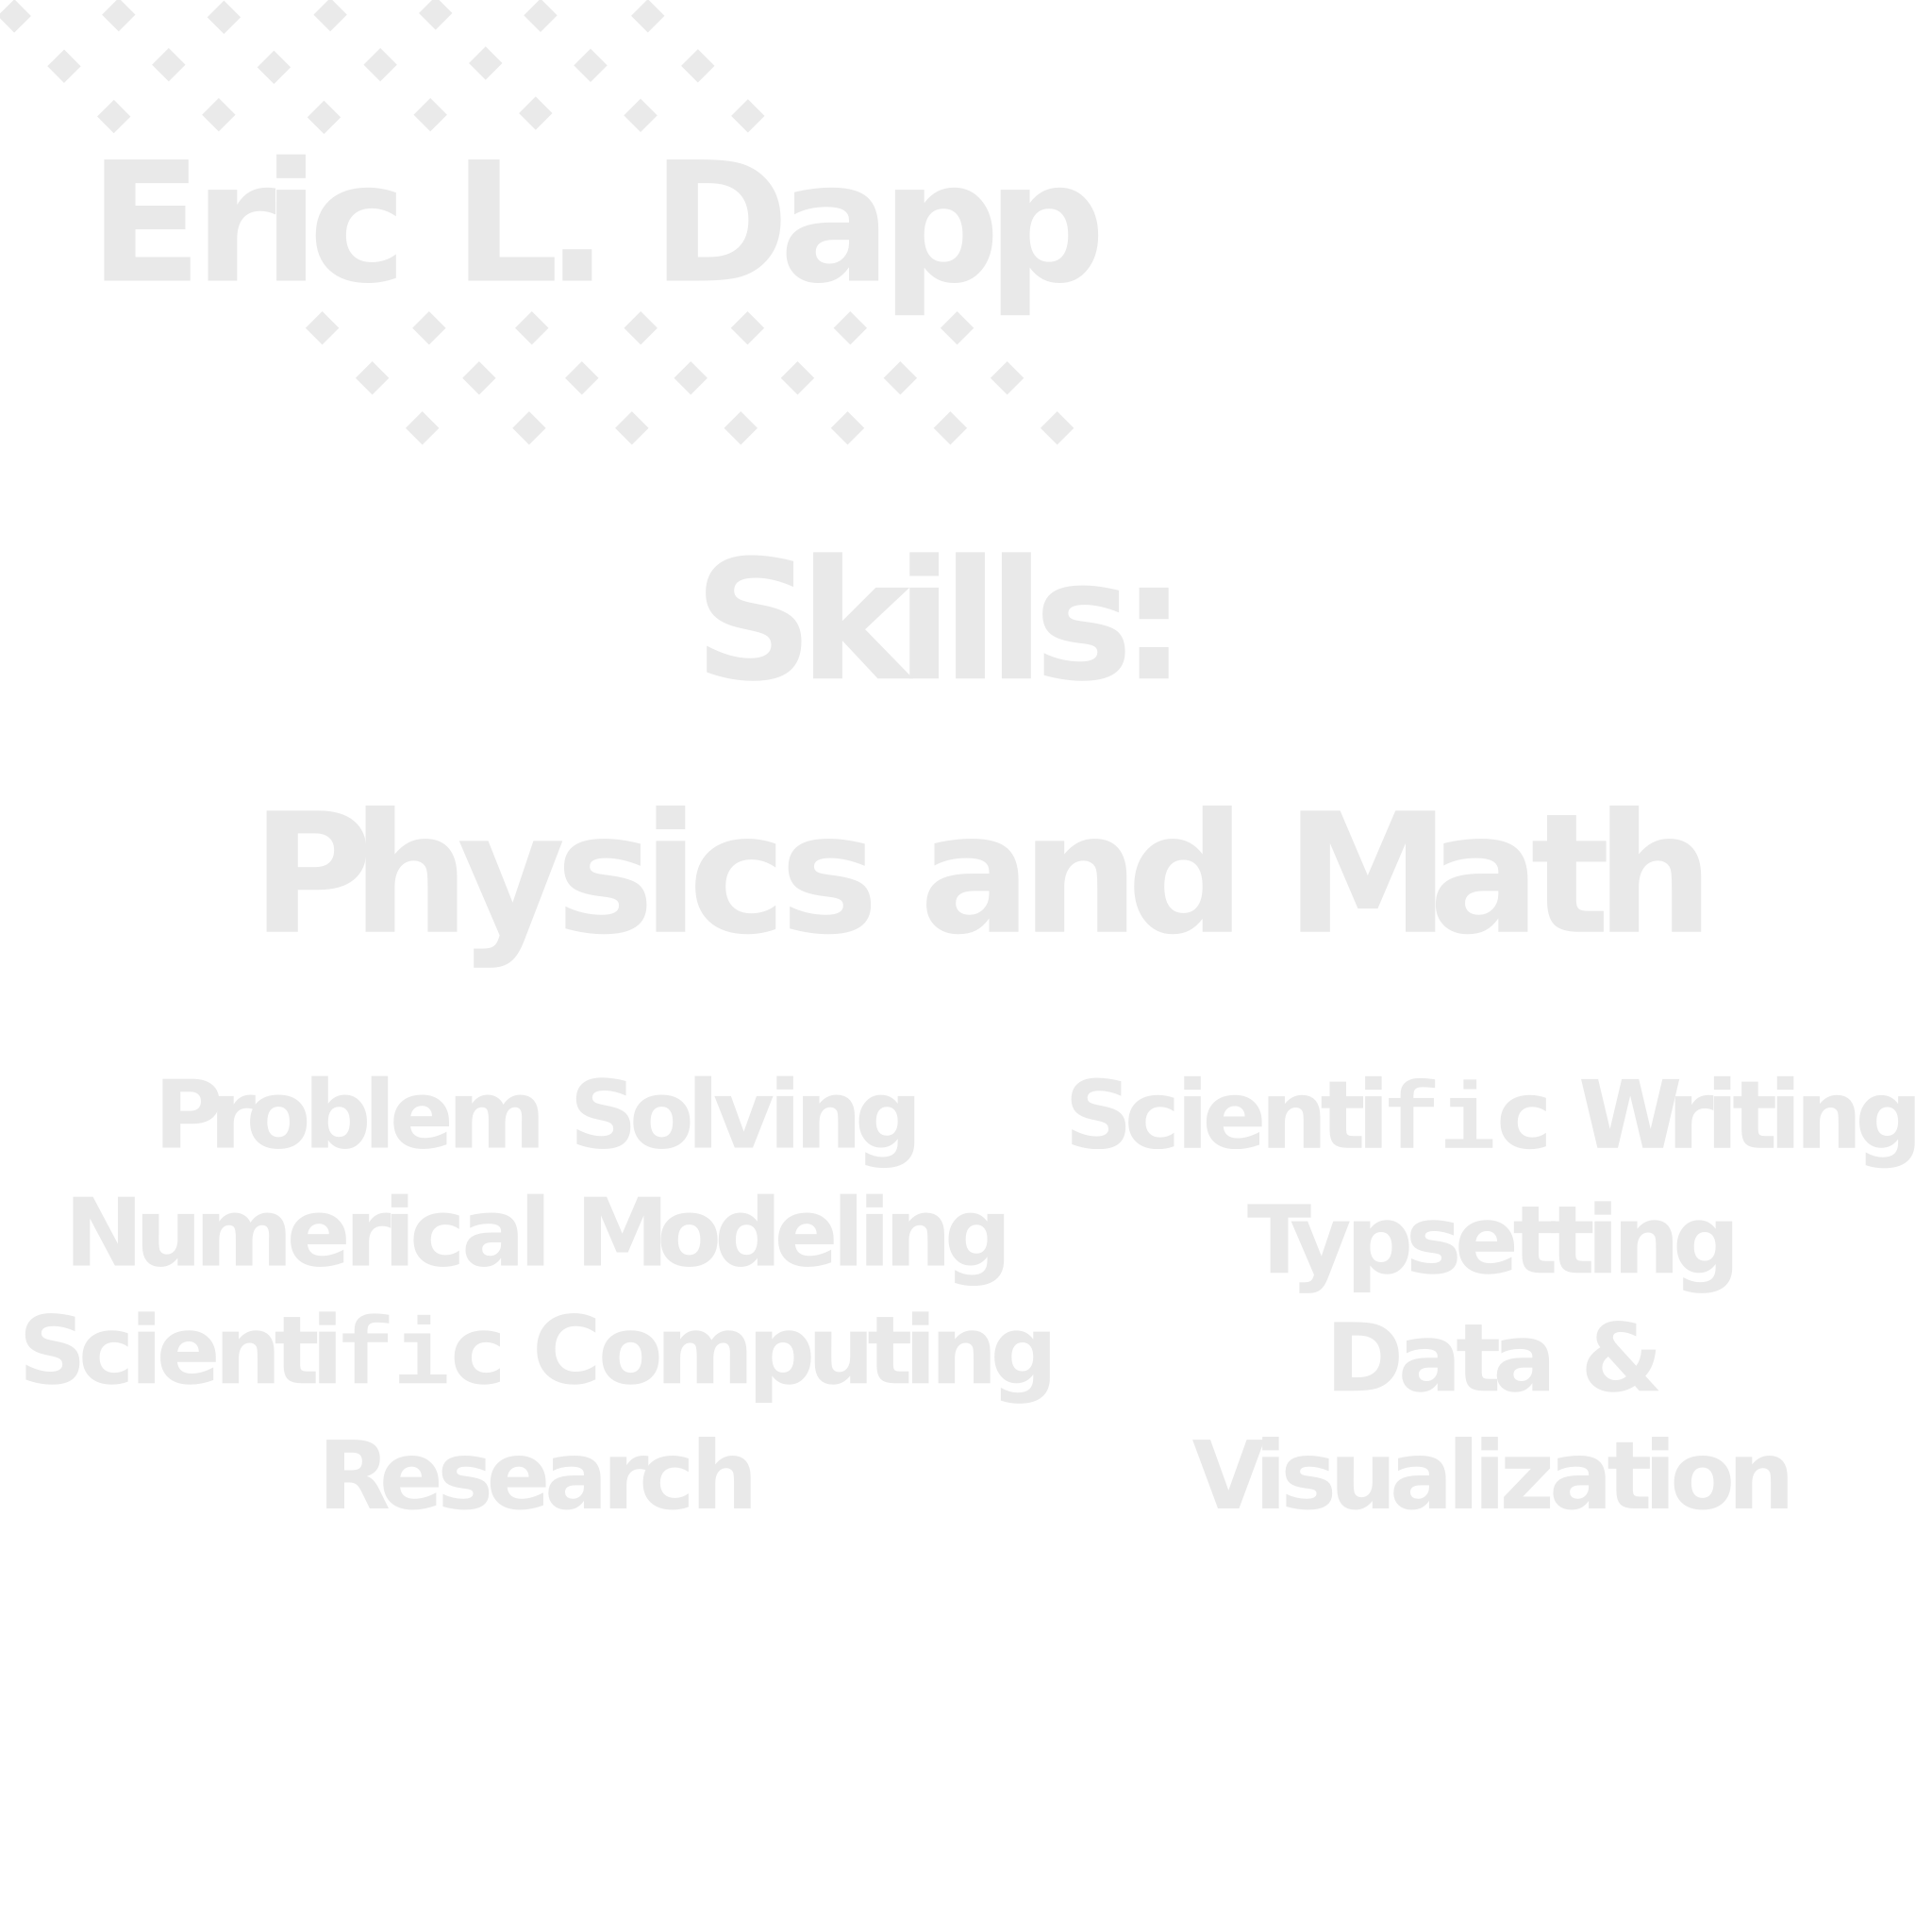 Eric L. Dapp
Skills:
Physics and Math
Problem Solving
Numerical Modeling
Scientific Computing
Research
Scientific Writing
Typsetting
Data &
Visualization